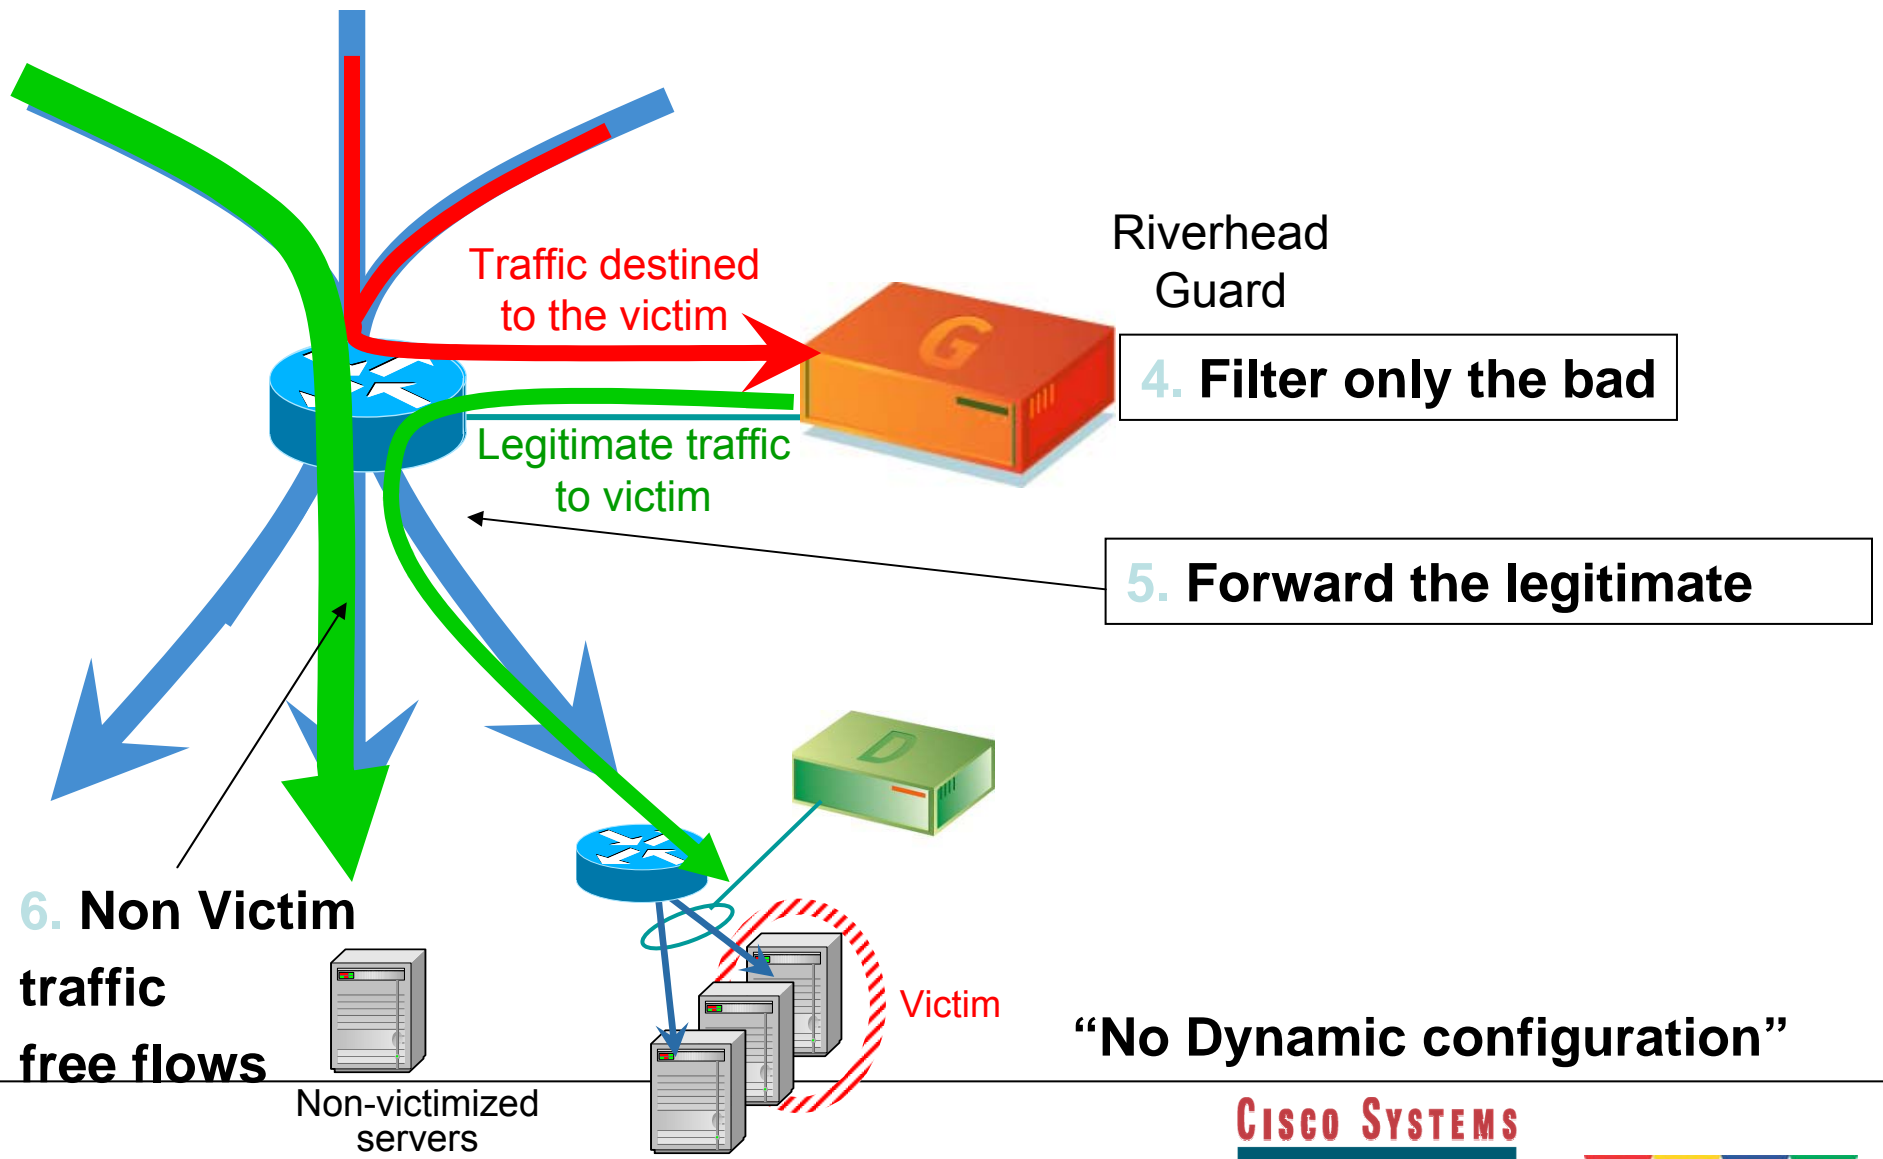 Riverhead
Guard
Traffic destined
to the victim
G
4. Filter only the bad
Legitimate traffic
to victim
5. Forward the legitimate
D
6. Non Victim
traffic
free flows
Victim
"No Dynamic configuration"
Non-victimized
servers
CISCO SYSTEMS